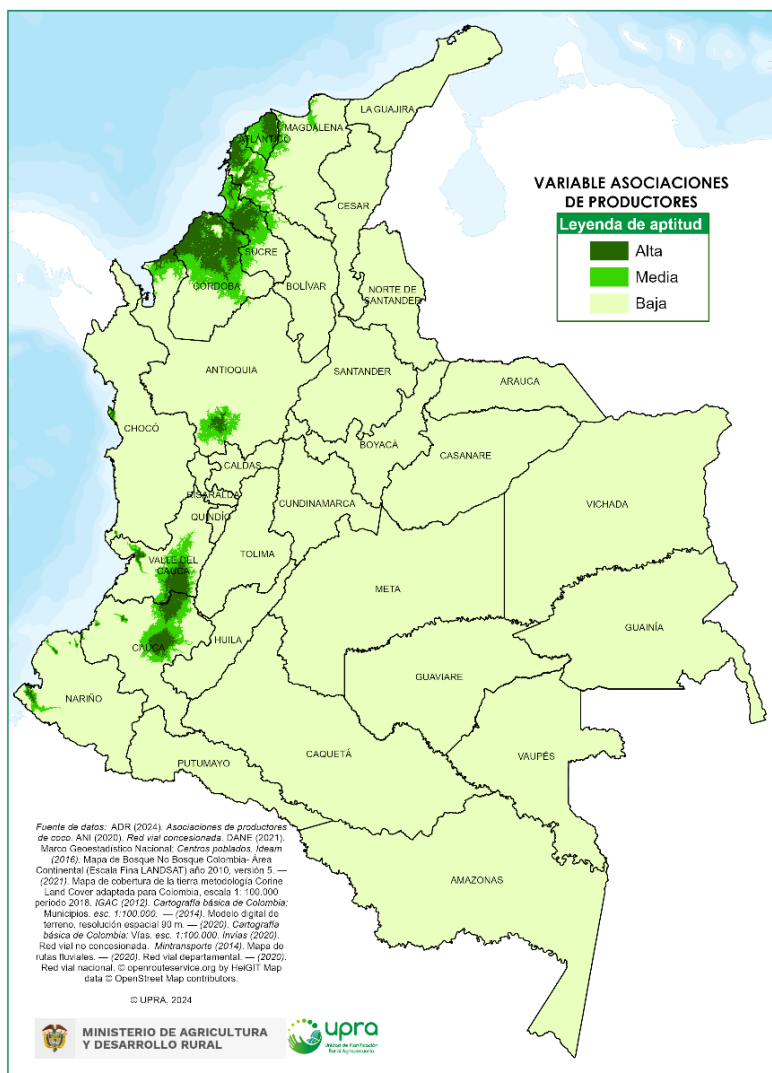 LA GUAJIRA
MAGDALENA
ATLÁNTICO
VARIABLE ASOCIACIONES
DE PRODUCTORES
Leyenda de aptitud
Alta
Media
Baja
CESAR
SUCRE
CÓRDOBA
BOLÍVAR
NORTE DE
SANTANDER
ANTIOQUIA
SANTANDER
ARAUCA
CHOCÓ
BOYACÁ
CASANARE
CALDAS
RISARALDA
CUNDINAMARCA
VICHADA
QUINDÍO
TOLIMA
VALLE DEL
CAUCA
META
GUAINÍA
CAUCA
HUILA
GUAVIARE
NARIÑO
CAQUETÁ
VAUPÉS
PUTUMAYO
AMAZONAS
Fuente de datos: ADR (2024). Asociaciones de productores
de coco. ANI (2020). Red vial concesionada. DANE (2021).
Marco Geoestadístico Nacional; Centros poblados. Ideam
(2016). Mapa de Bosque No Bosque Colombia- Área
Continental (Escala Fina LANDSAT) año 2010, versión 5. —
(2021). Mapa de cobertura de la tierra metodología Corine
Land Cover adaptada para Colombia, escala 1: 100.000
periodo 2018. IGAC (2012). Cartografía básica de Colombia:
Municipios. esc. 1:100.000. — (2014). Modelo digital de
terreno, resolución espacial 90 m. — (2020). Cartografía
básica de Colombia: Vías. esc. 1:100.000. Invías (2020).
Red vial no concesionada. Mintransporte (2014). Mapa de
rutas fluviales. — (2020). Red vial departamental. — (2020).
Red vial nacional. © openrouteservice.org by HeiGIT Map
data © OpenStreet Map contributors.
© UPRA, 2024
MINISTERIO DE AGRICULTURA
Y DESARROLLO RURAL
upra
Unidad de Planificación
Rural Agropecuaria